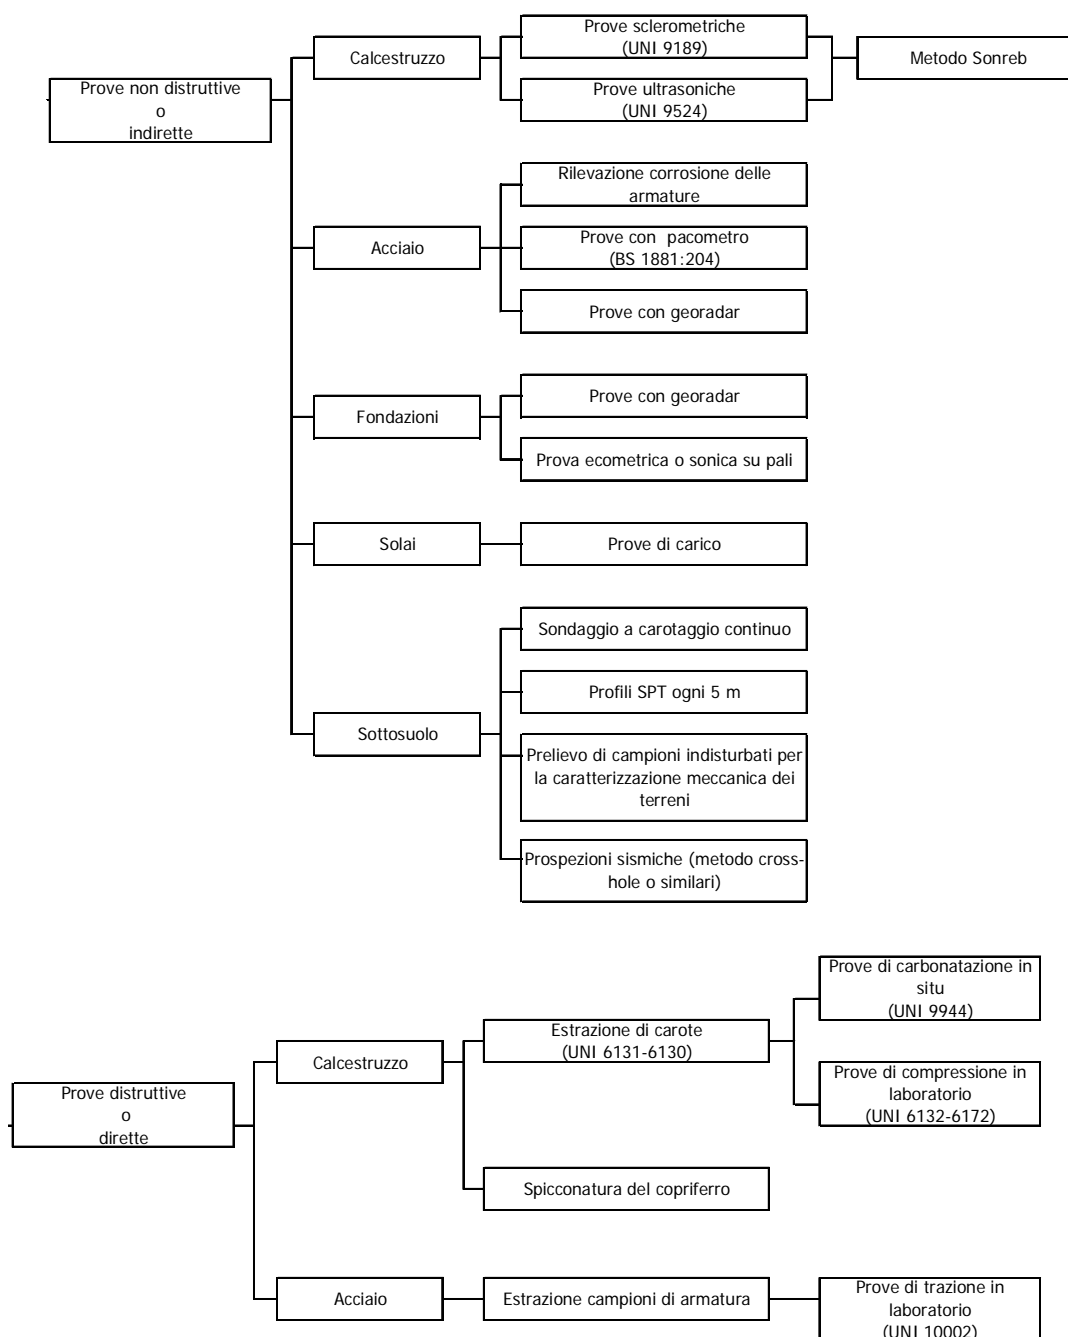 Prove non distruttive
o
indirette
Calcestruzzo
Prove sclerometriche
(UNI 9189)
Prove ultrasoniche
(UNI 9524)
Metodo Sonreb
Acciaio
Rilevazione corrosione delle
armature
Prove con pacometro
(BS 1881:204)
Prove con georadar
Fondazioni
Prove con georadar
Prova ecometrica o sonica su pali
Solai
Prove di carico
Sottosuolo
Sondaggio a carotaggio continuo
Profili SPT ogni 5 m
Prelievo di campioni indisturbati per
la caratterizzazione meccanica dei
terreni
Prospezioni sismiche (metodo cross-
hole o similari)
Prove distruttive
o
dirette
Calcestruzzo
Estrazione di carote
(UNI 6131-6130)
Prove di carbonatazione in
situ
(UNI 9944)
Prove di compressione in
laboratorio
(UNI 6132-6172)
Spicconatura del copriferro
Acciaio
Estrazione campioni di armatura
Prove di trazione in
laboratorio
(UNI 10002)